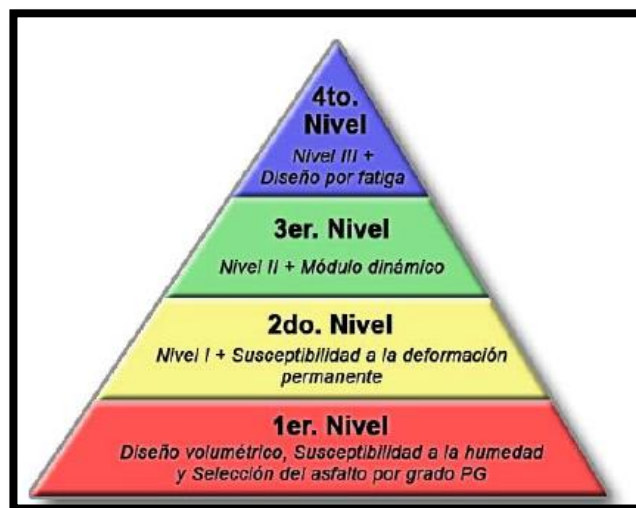 4to.
Nivel
Nivel III +
Diseño por fatiga
3er. Nivel
Nivel II + Módulo dinámico
2do. Nivel
Nivel I + Susceptibilidad a la deformación
permanente
1er. Nivel
Diseño volumétrico, Susceptibilidad a la humedad
y Selección del asfalto por grado PG